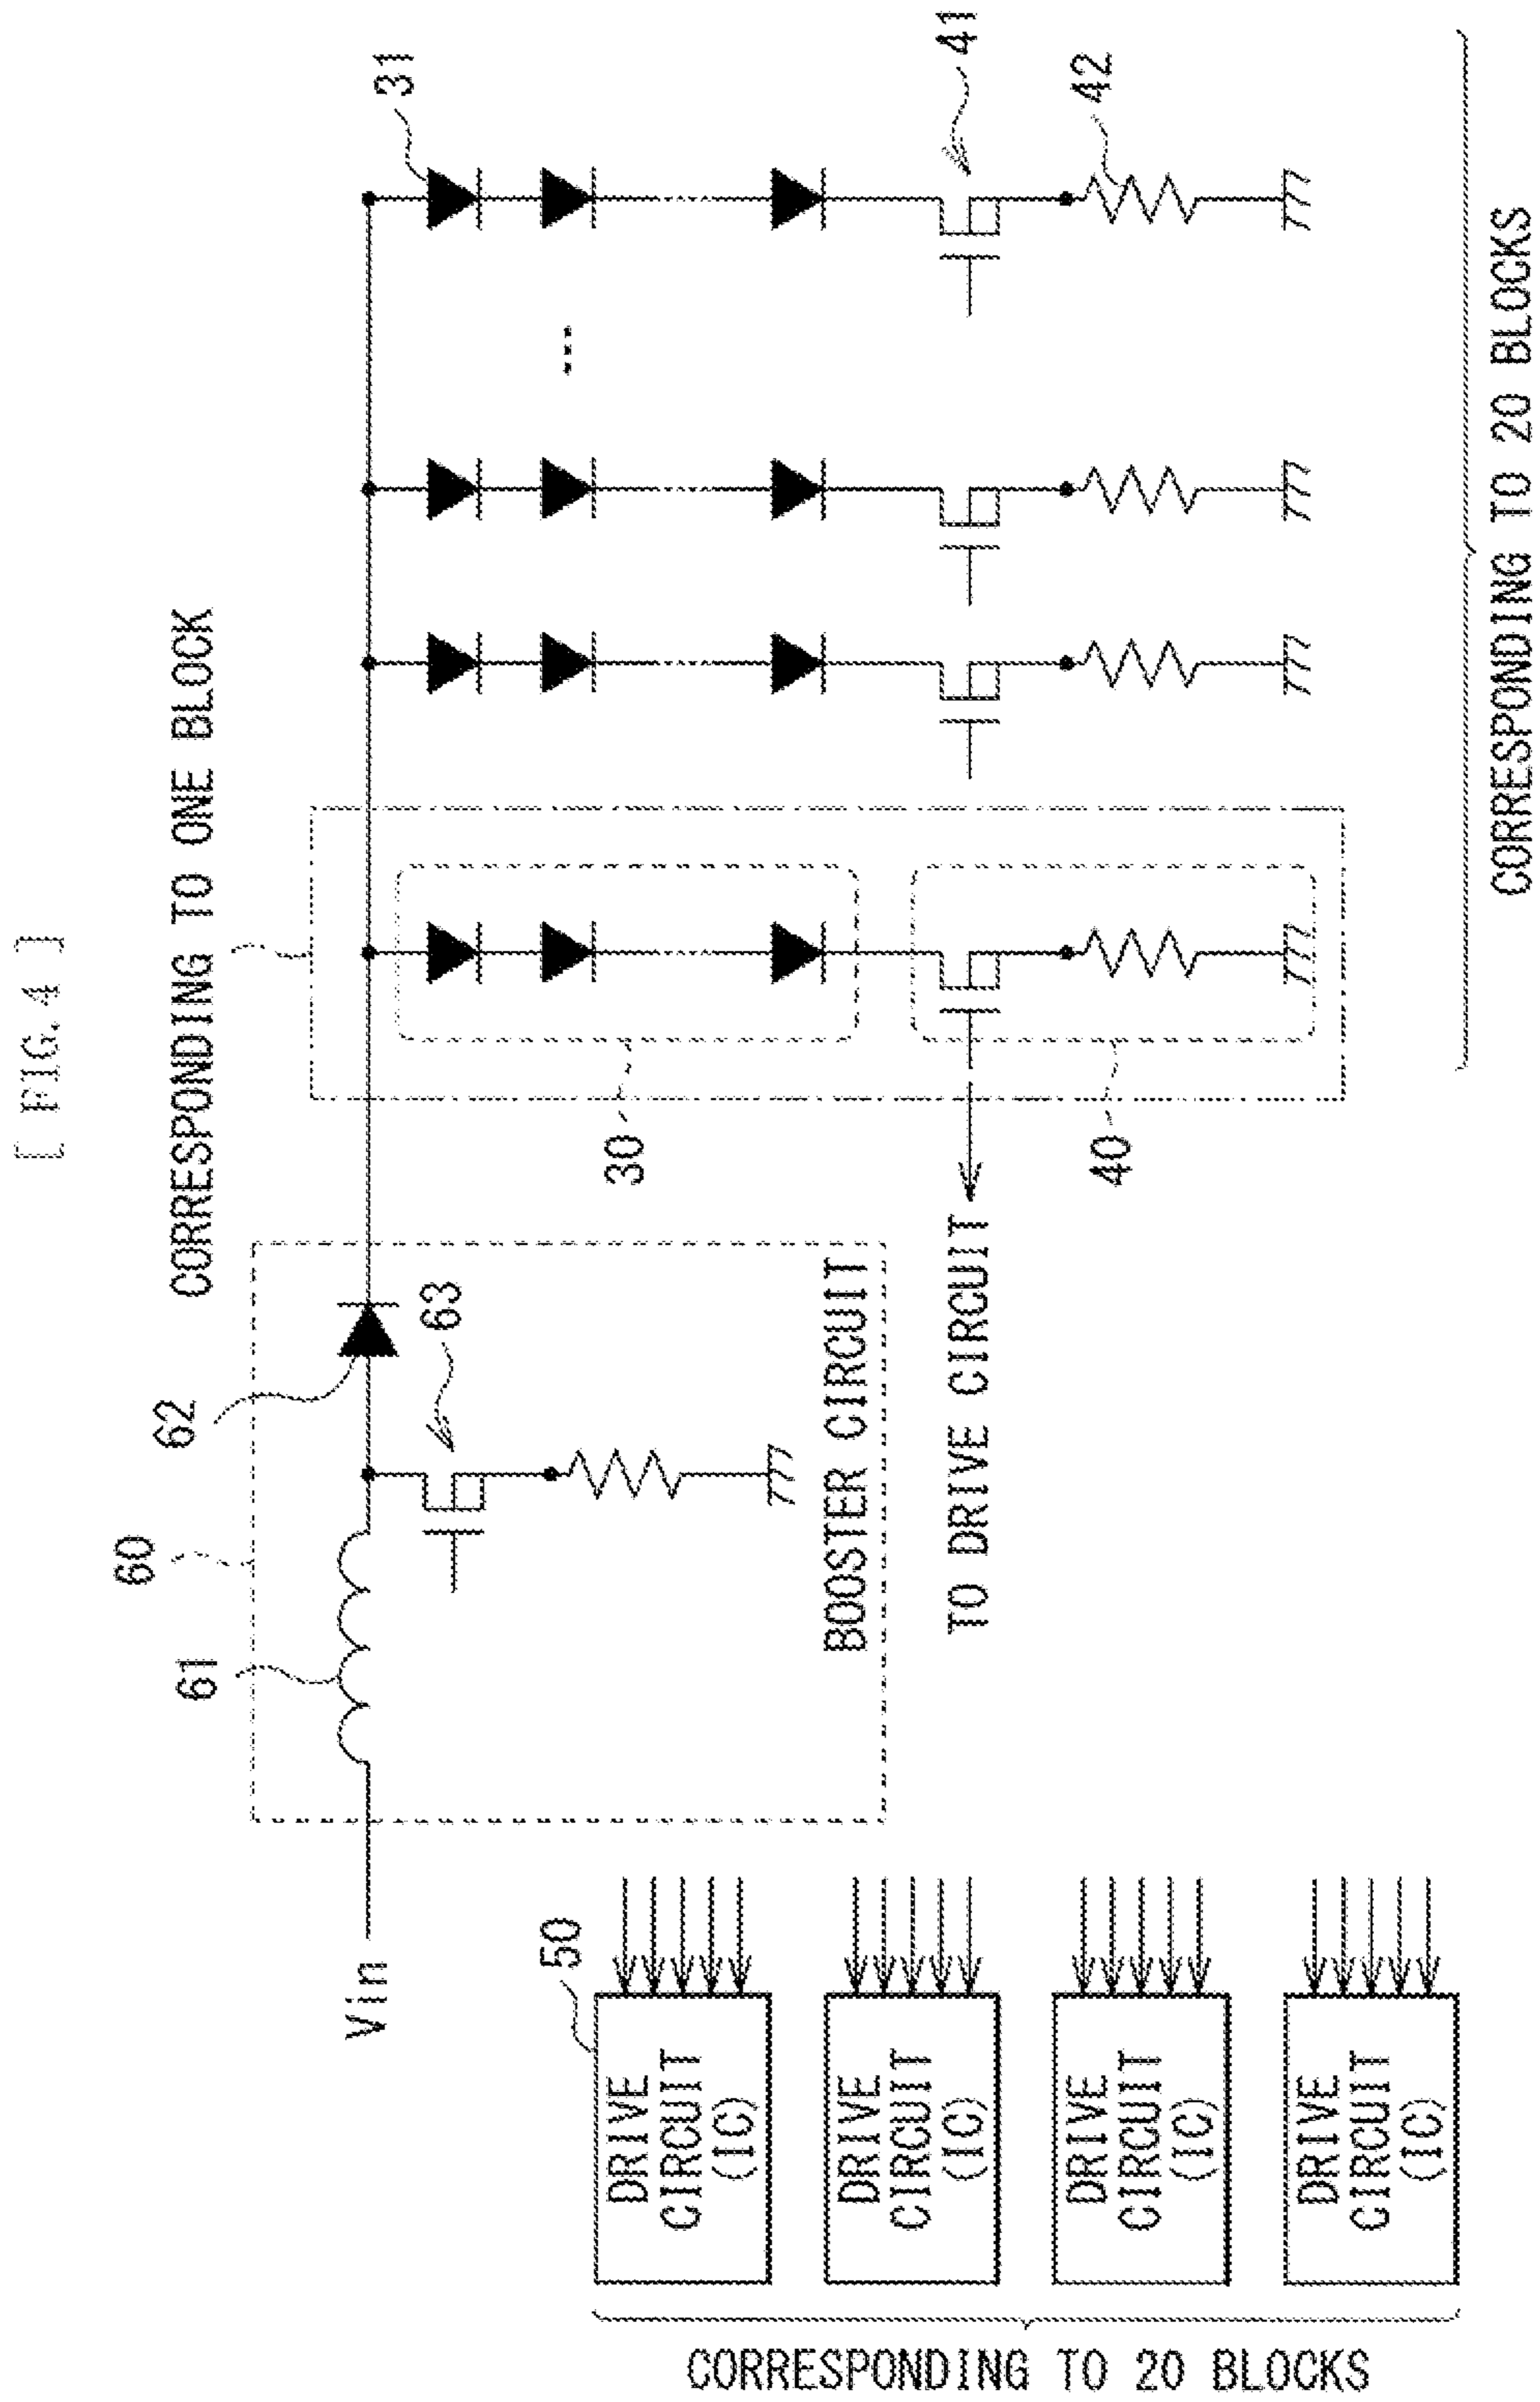 [ FIG. 4 ]
CORRESPONDING TO ONE BLOCK
60
61
62
63
Vin
BOOSTER CIRCUIT
31
30
41
42
40
TO DRIVE CIRCUIT
50
DRIVE
CIRCUIT
(IC)
DRIVE
CIRCUIT
(IC)
DRIVE
CIRCUIT
(IC)
DRIVE
CIRCUIT
(IC)
...
CORRESPONDING TO 20 BLOCKS
CORRESPONDING TO 20 BLOCKS